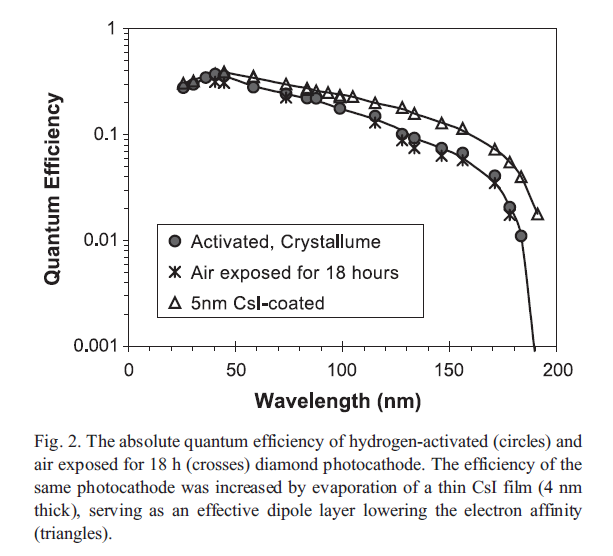 1
0.1
0.01
0.001
Quantum Efficiency
Activated, Crystallume
Air exposed for 18 hours
5nm CsI-coated
0 50 100 150 200
Wavelength (nm)
Fig. 2. The absolute quantum efficiency of hydrogen-activated (circles) and
air exposed for 18 h (crosses) diamond photocathode. The efficiency of the
same photocathode was increased by evaporation of a thin CsI film (4 nm
thick), serving as an effective dipole layer lowering the electron affinity
(triangles).